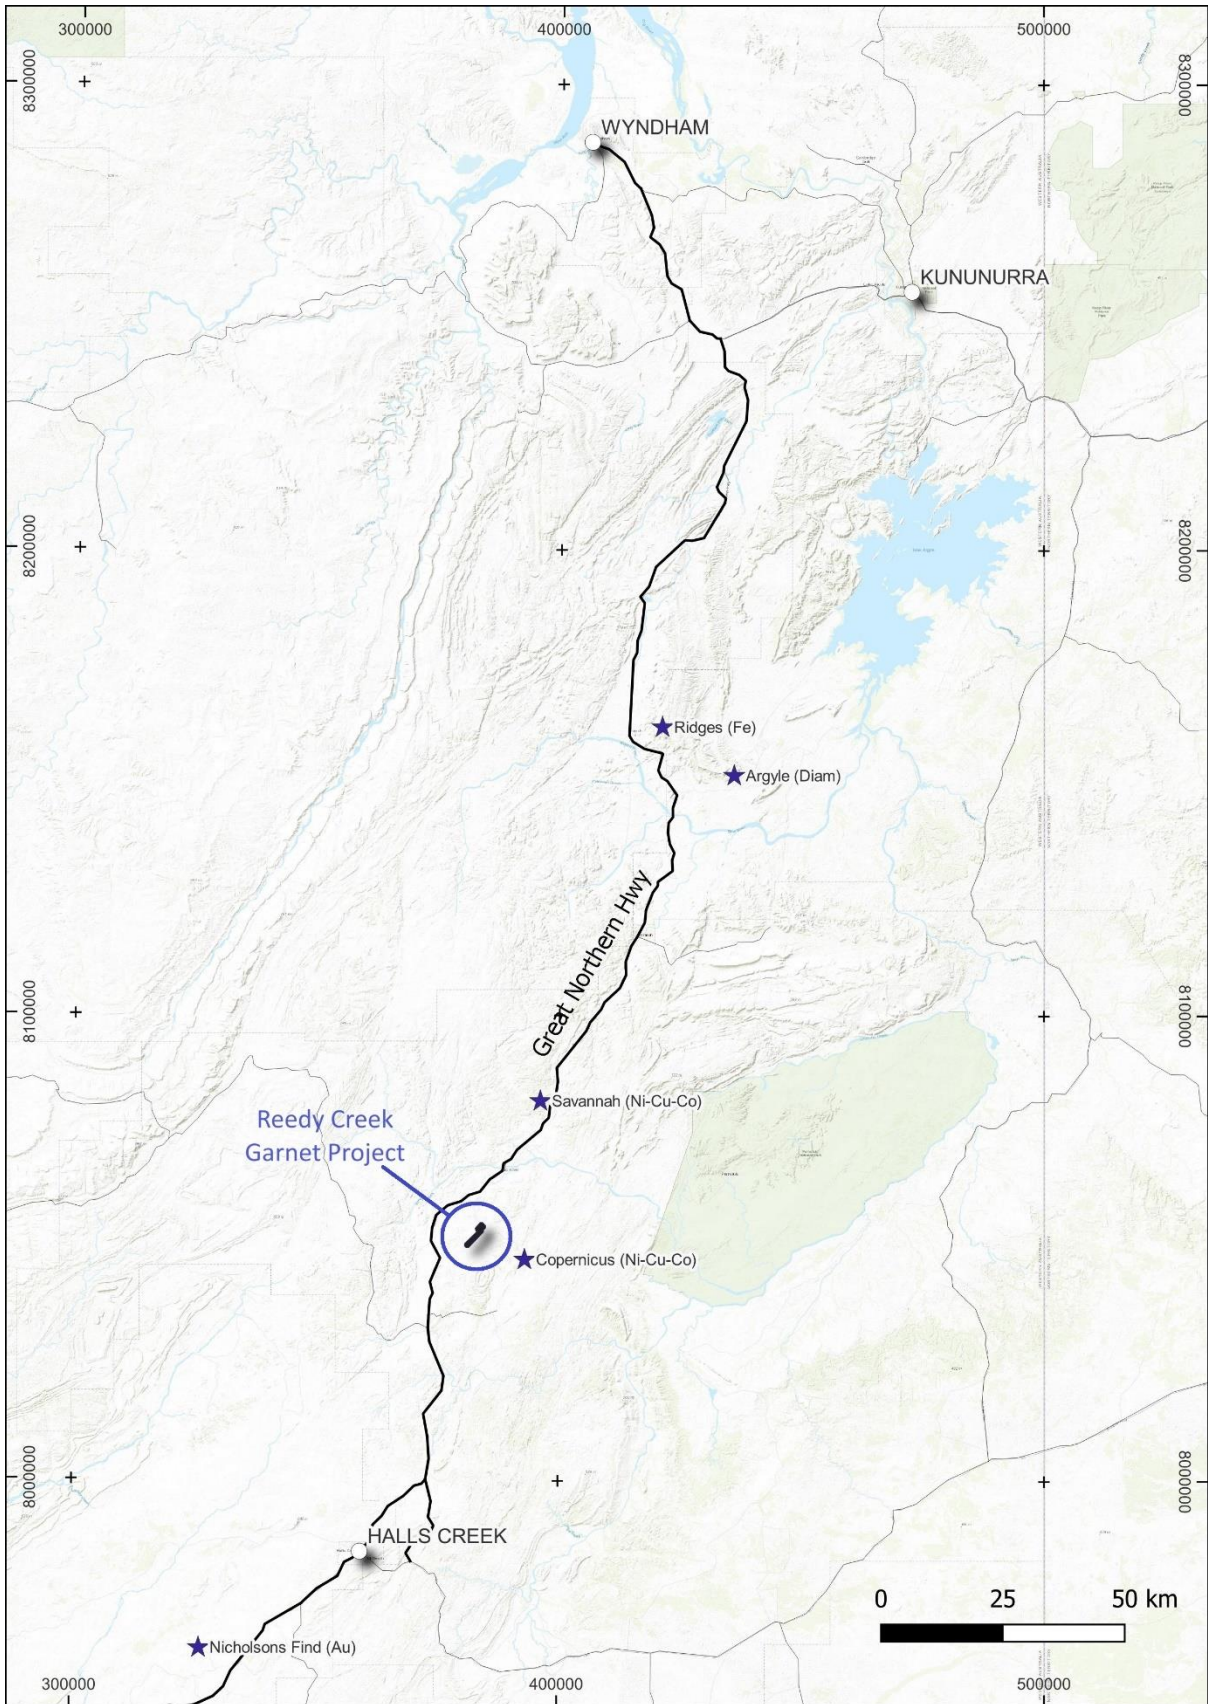 300000
400000
500000
8300000
8300000
WYNDHAM
KUNUNURRA
8200000
8200000
Ridges (Fe)
Argyle (Diam)
Great Northern Hwy
8100000
8100000
Savannah (Ni-Cu-Co)
Reedy Creek
Garnet Project
Copernicus (Ni-Cu-Co)
8000000
8000000
HALLS CREEK
0 25 50 km
Nicholsons Find (Au)
300000
400000
500000